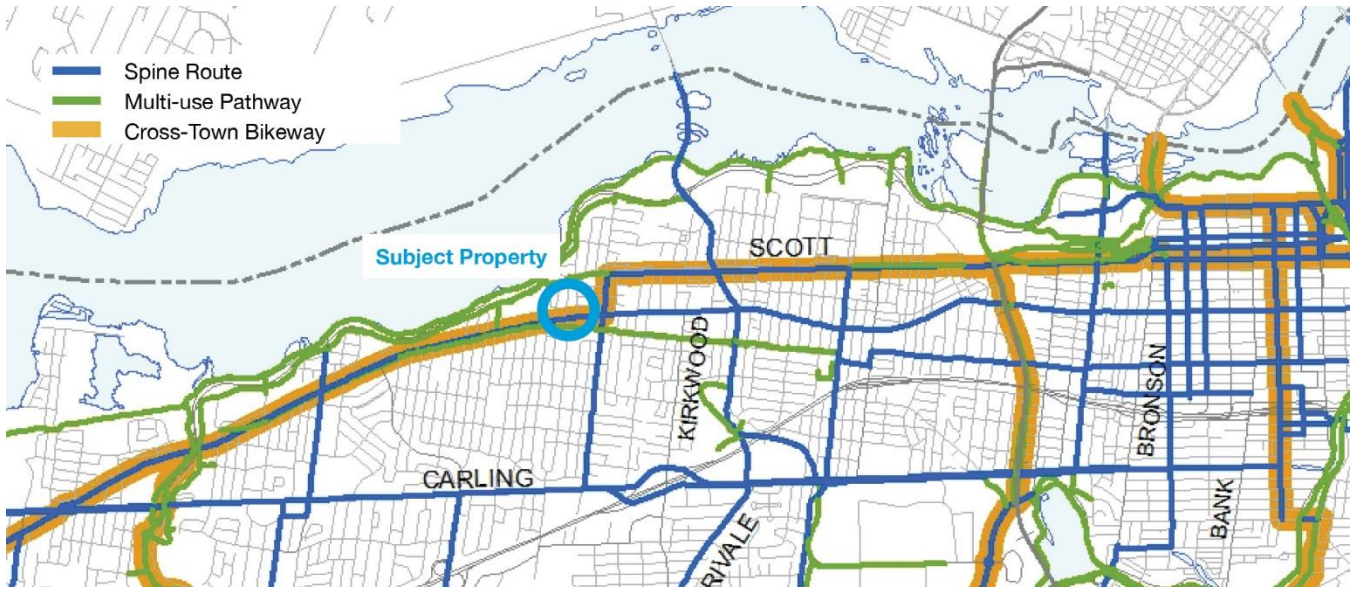 Spine Route
Multi-use Pathway
Cross-Town Bikeway
Subject Property
SCOTT
KIRKWOOD
BRONSON
CARLING
BANK
RIVALE